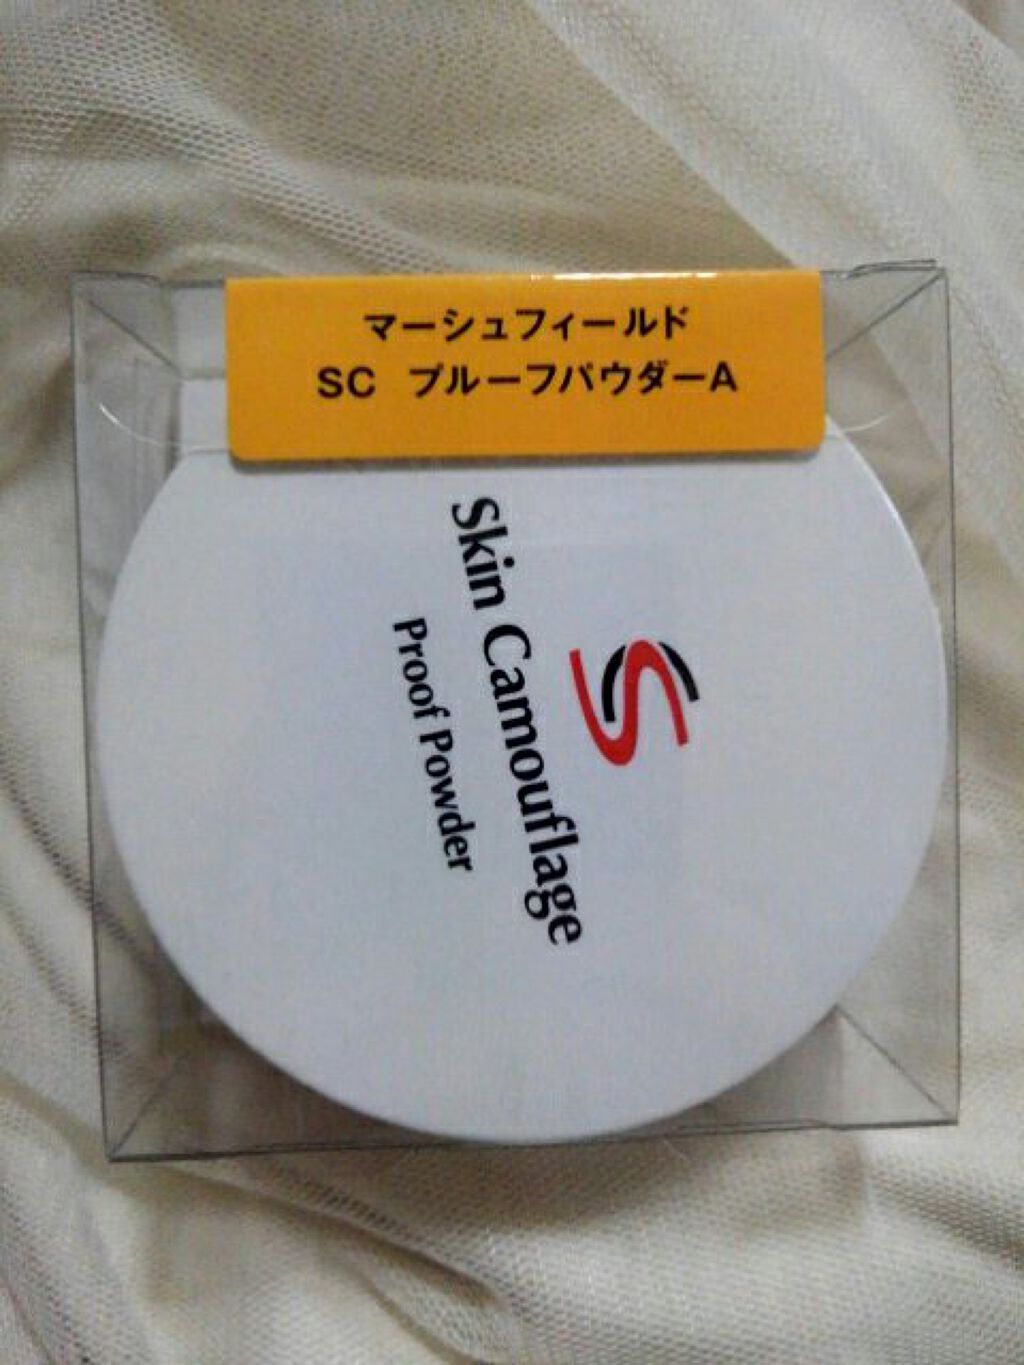 マーシュフィールド
SC プルーフパウダーA
Skin Camouflage
Proof Powder